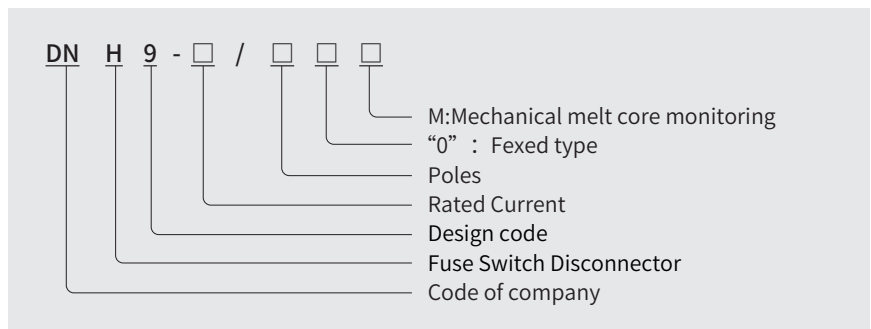 DN H 9 - □ / □ □ □
M:Mechanical melt core monitoring
“0”：Fexed type
Poles
Rated Current
Design code
Fuse Switch Disconnector
Code of company